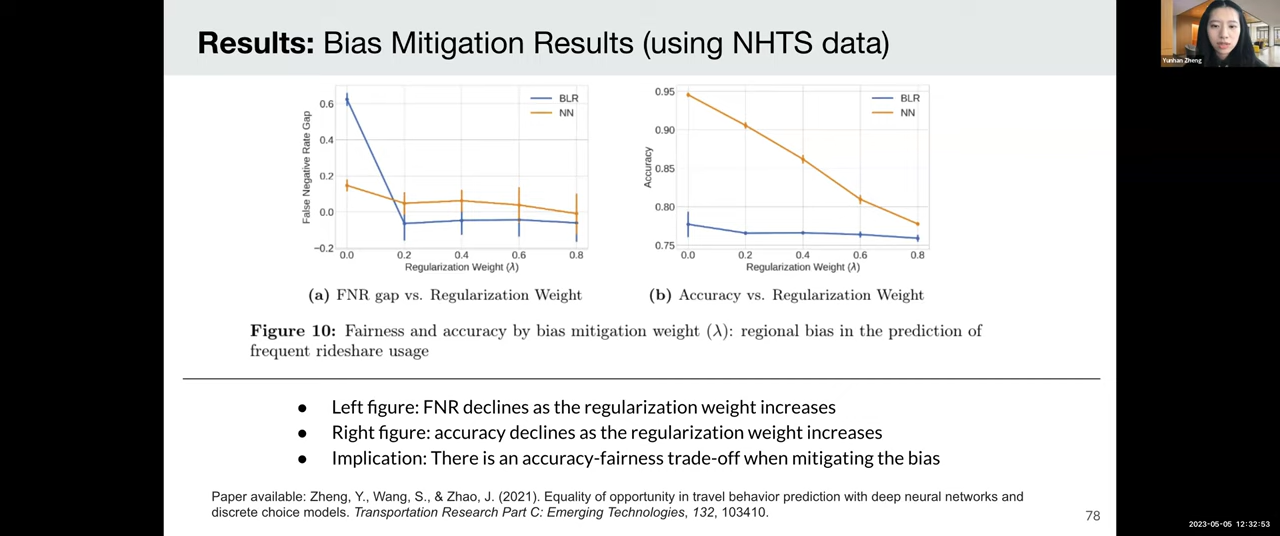 Results: Bias Mitigation Results (using NHTS data)
Yunhan Zheng
False Negative Rate Gap
0.6
0.4
0.2
0.0
−0.2
BLR
NN
0.0 0.2 0.4 0.6 0.8
Regularization Weight (λ)
(a) FNR gap vs. Regularization Weight
Accuracy
0.95
0.90
0.85
0.80
0.75
BLR
NN
0.0 0.2 0.4 0.6 0.8
Regularization Weight (λ)
(b) Accuracy vs. Regularization Weight
Figure 10: Fairness and accuracy by bias mitigation weight (λ): regional bias in the prediction of
frequent rideshare usage
● Left figure: FNR declines as the regularization weight increases
● Right figure: accuracy declines as the regularization weight increases
● Implication: There is an accuracy-fairness trade-off when mitigating the bias
Paper available: Zheng, Y., Wang, S., & Zhao, J. (2021). Equality of opportunity in travel behavior prediction with deep neural networks and
discrete choice models. Transportation Research Part C: Emerging Technologies, 132, 103410.
78
2023-05-05 12:32:53